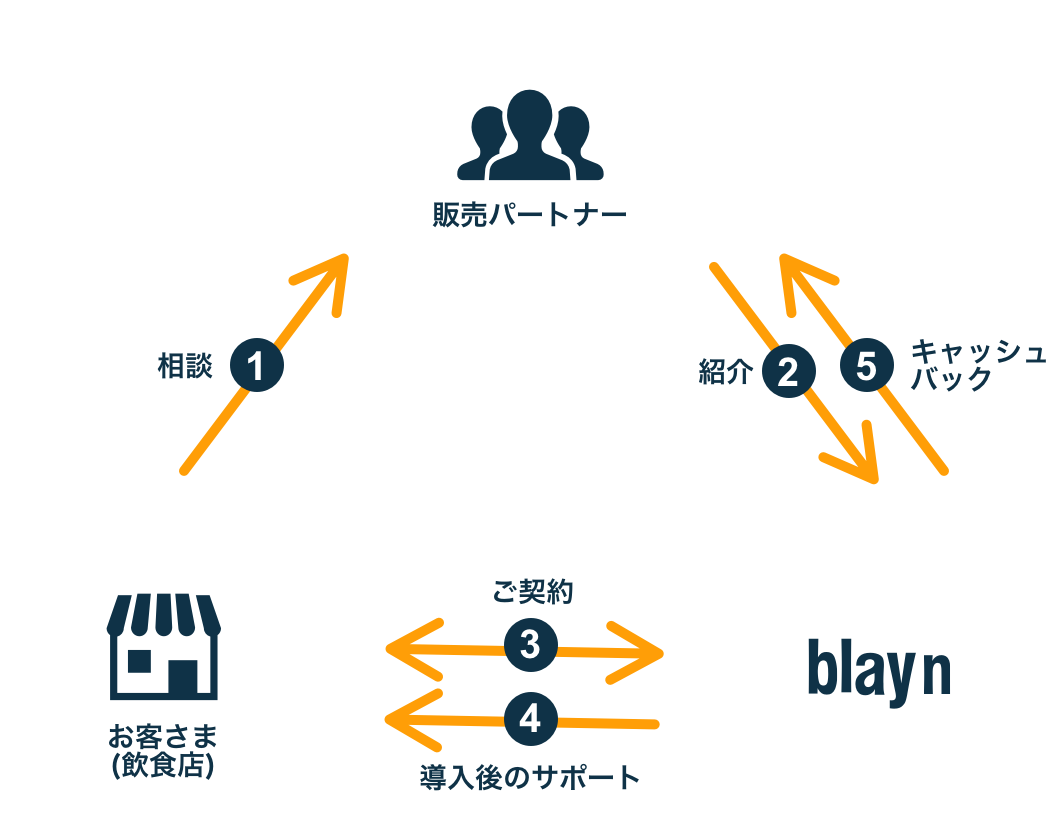 販売パートナー
相談
1
紹介
2
5
キャッシュ
バック
ご契約
3
4
導入後のサポート
お客さま
(飲食店)
blayn